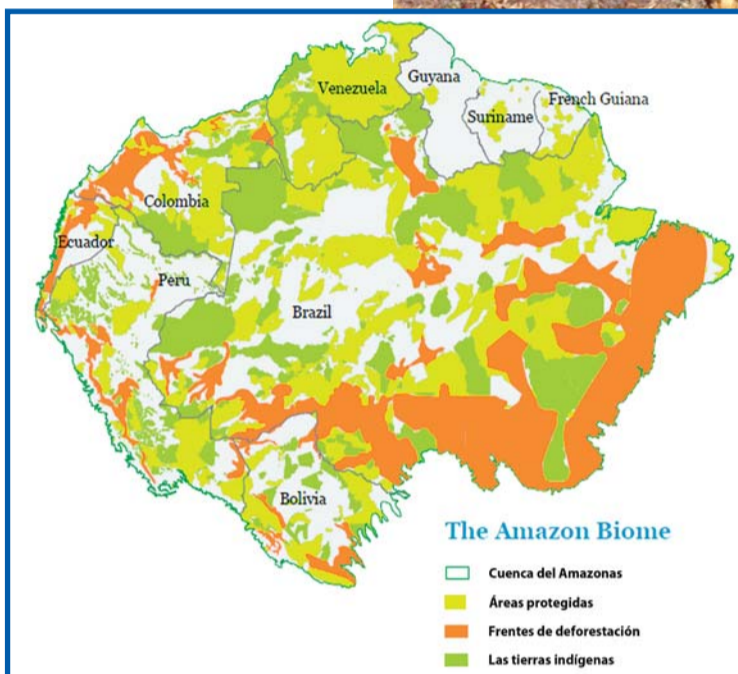 Guyana
Venezuela
French Guiana
Suriname
Colombia
Ecuador
Peru
Brazil
Bolivia
The Amazon Biome
Cuenca del Amazonas
Áreas protegidas
Frentes de deforestación
Las tierras indígenas